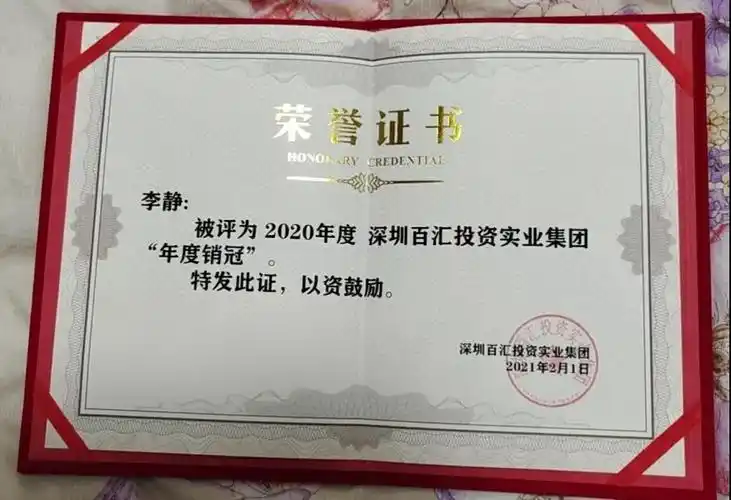 荣誉证书
HONORARY CREDENTIAL
李静:
被评为 2020年度 深圳百汇投资实业集团
“年度销冠”。
特发此证，以资鼓励。
深圳百汇投资实业集团
2021年2月1日